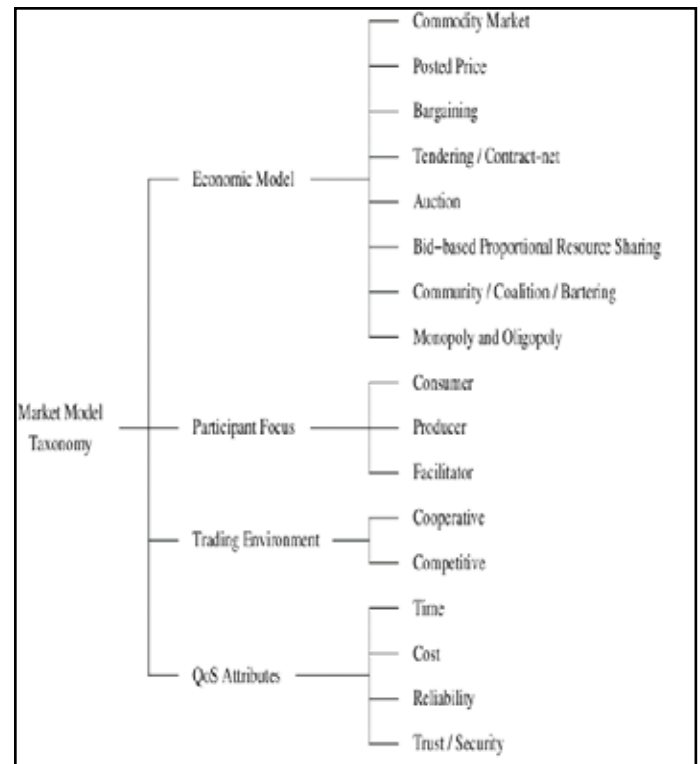 Commodity Market
Posted Price
Bargaining
Tendering / Contract-net
Economic Model
Auction
Bid-based Proportional Resource Sharing
Community / Coalition / Bartering
Monopoly and Oligopoly
Consumer
Market Model
Taxonomy
Participant Focus
Producer
Facilitator
Cooperative
Trading Environment
Competitive
Time
Cost
QoS Attributes
Reliability
Trust / Security